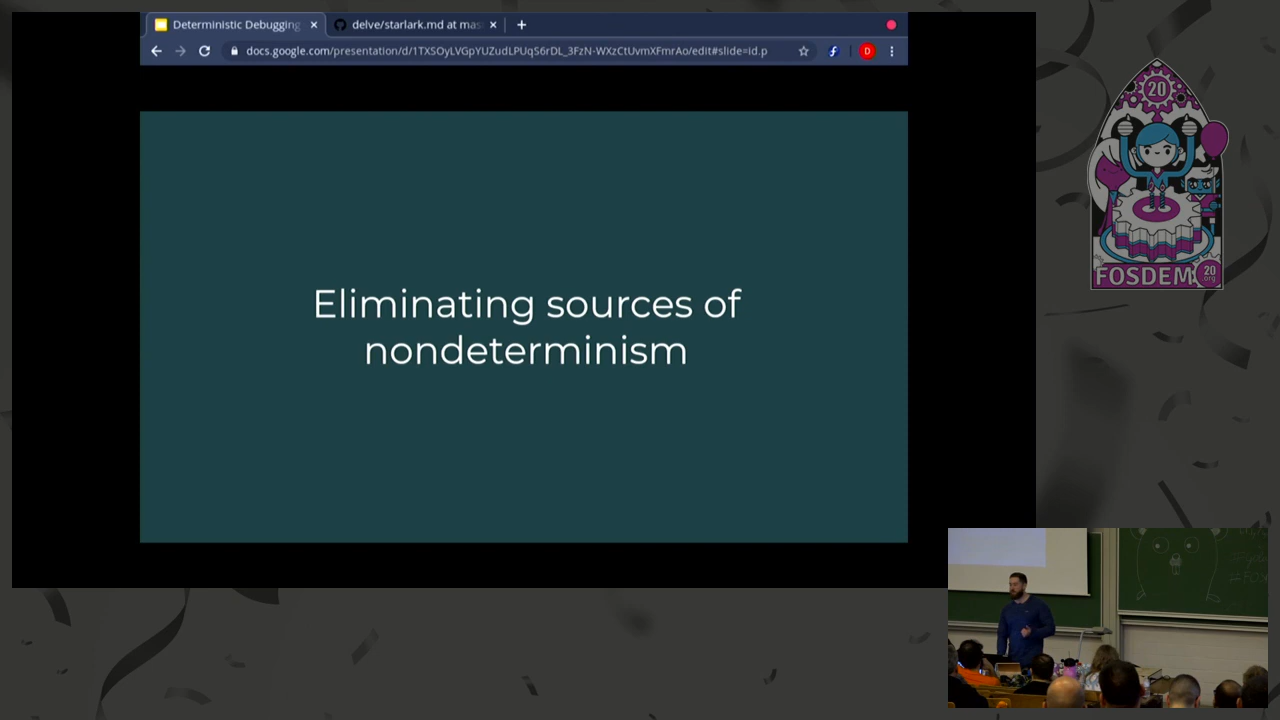 Deterministic Debugging
delve/starlark.md at mas
docs.google.com/presentation/d/1TXSOyLVGpYUZudLPUqS6rDL_3FzN-WXzCtUvmXFmrAo/edit#slide=id.p
D
Eliminating sources of
nondeterminism
20
FOSDEM
20
.org